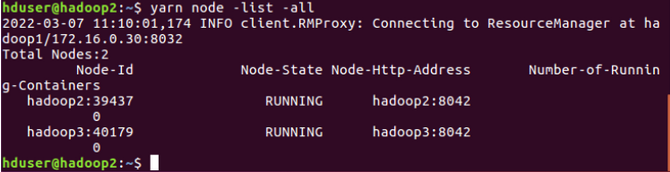 hduser@hadoop2:~$ yarn node -list -all
2022-03-07 11:10:01,174 INFO client.RMProxy: Connecting to ResourceManager at ha
doop1/172.16.0.30:8032
Total Nodes:2
         Node-Id             Node-State Node-Http-Address       Number-of-Runnin
g-Containers
   hadoop2:39437                RUNNING      hadoop2:8042
           0
   hadoop3:40179                RUNNING      hadoop3:8042
           0
hduser@hadoop2:~$